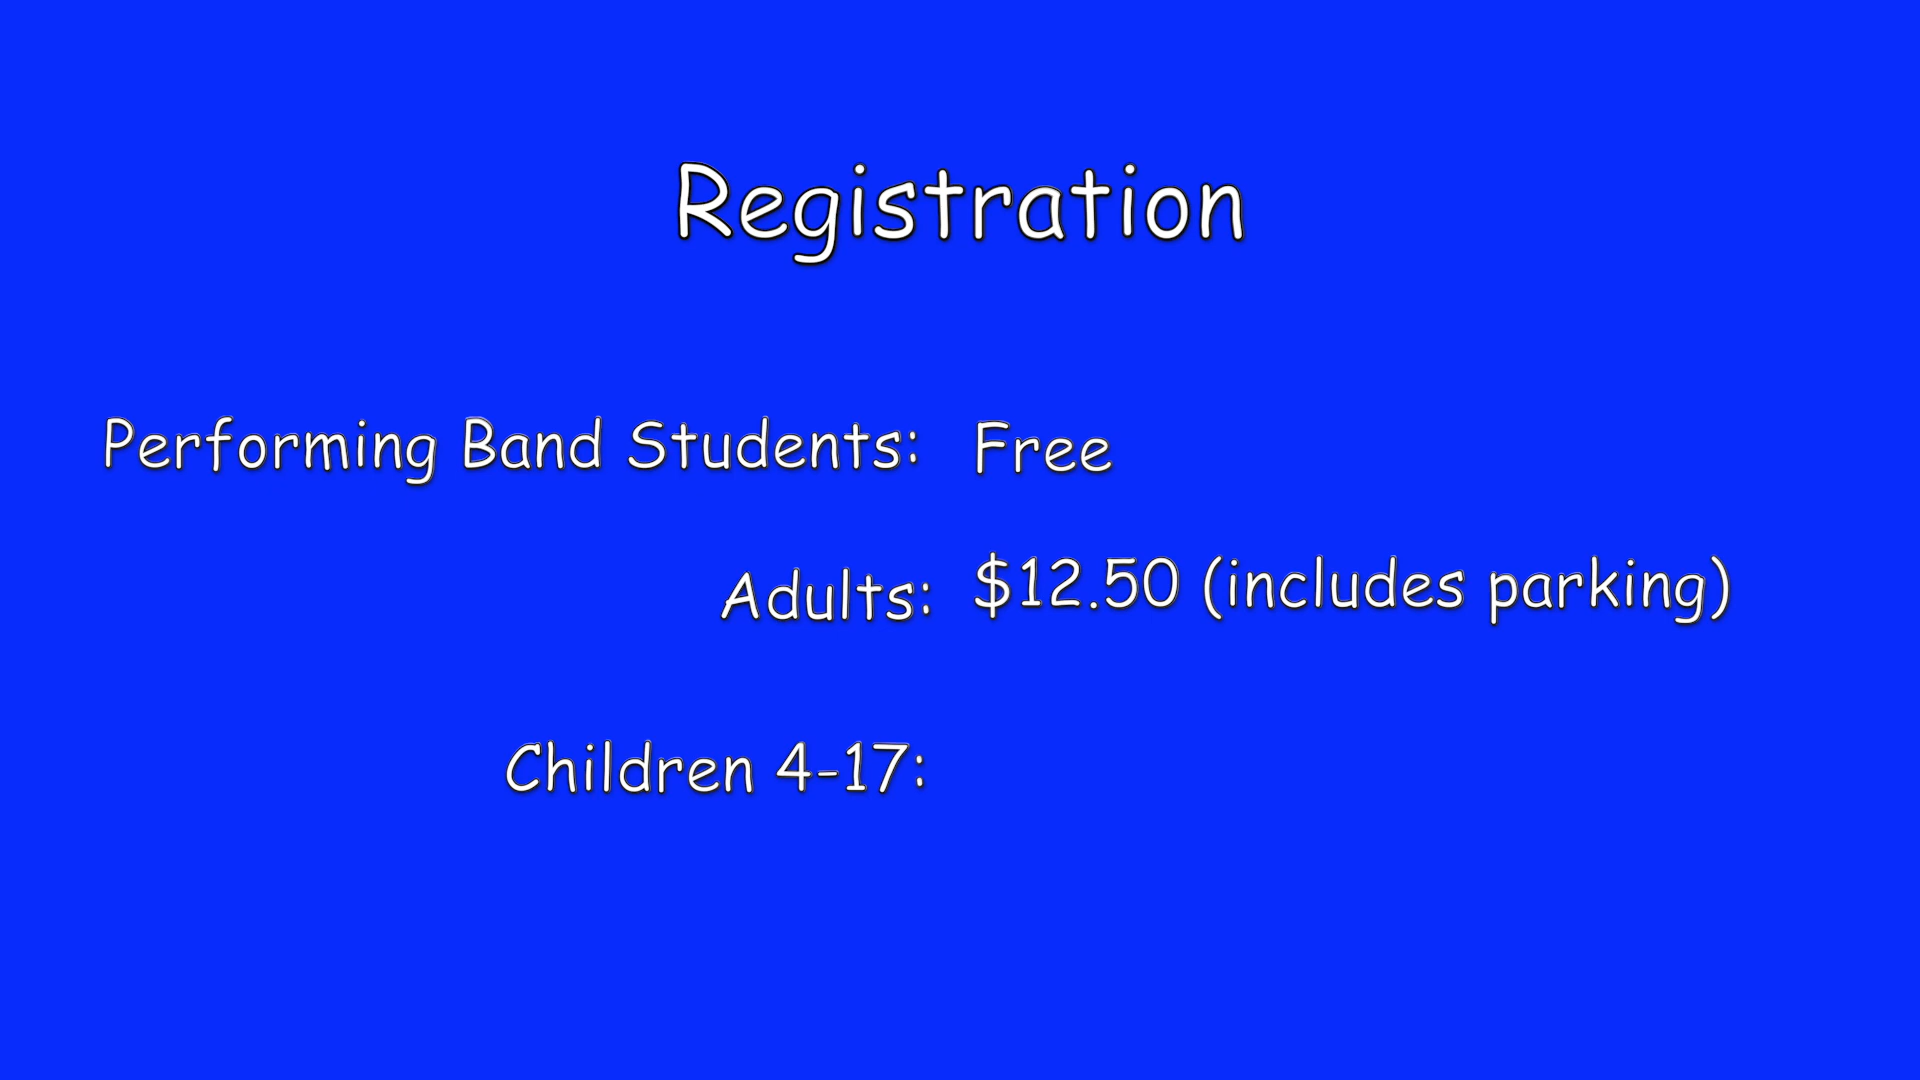 Registration
Performing Band Students: Free
Adults: $12.50 (includes parking)
Children 4-17: